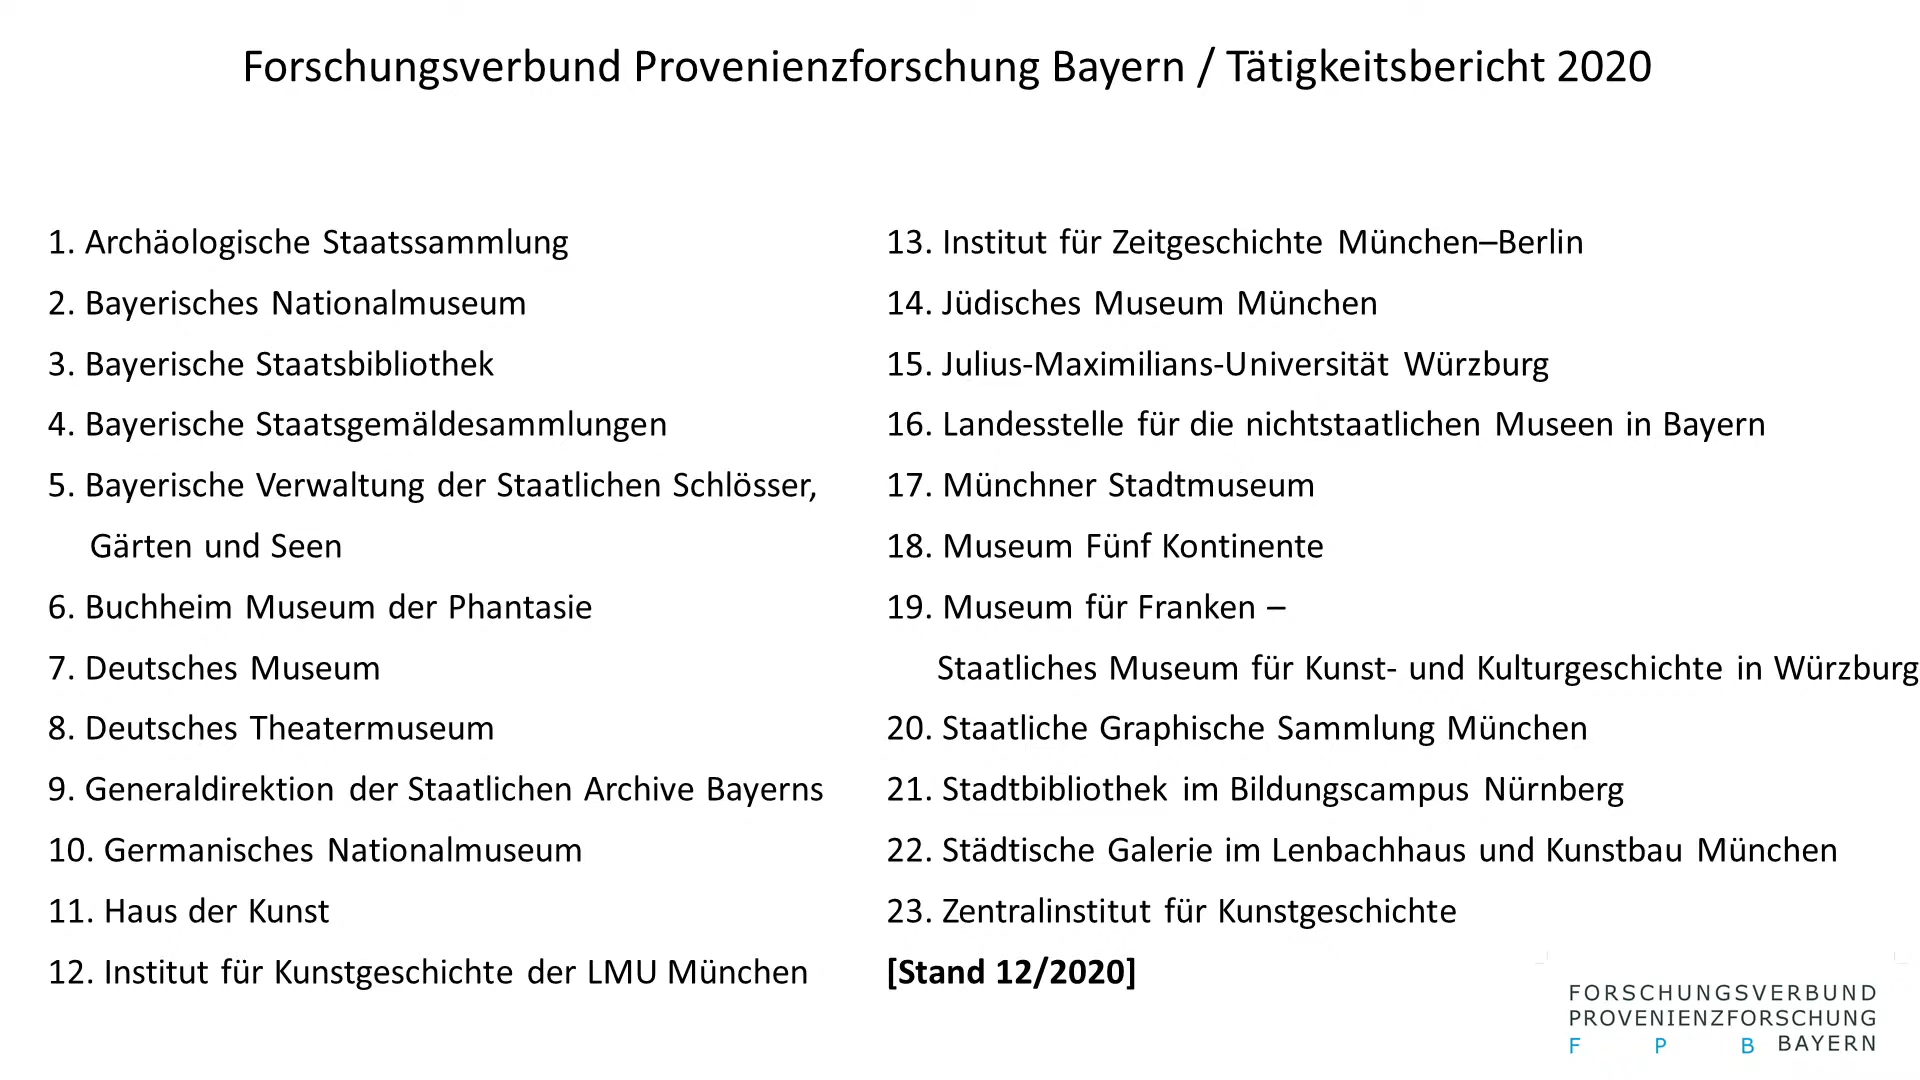 Forschungsverbund Provenienzforschung Bayern / Tätigkeitsbericht 2020
1. Archäologische Staatssammlung
2. Bayerisches Nationalmuseum
3. Bayerische Staatsbibliothek
4. Bayerische Staatsgemäldesammlungen
5. Bayerische Verwaltung der Staatlichen Schlösser,
Gärten und Seen
6. Buchheim Museum der Phantasie
7. Deutsches Museum
8. Deutsches Theatermuseum
9. Generaldirektion der Staatlichen Archive Bayerns
10. Germanisches Nationalmuseum
11. Haus der Kunst
12. Institut für Kunstgeschichte der LMU München
13. Institut für Zeitgeschichte München–Berlin
14. Jüdisches Museum München
15. Julius-Maximilians-Universität Würzburg
16. Landesstelle für die nichtstaatlichen Museen in Bayern
17. Münchner Stadtmuseum
18. Museum Fünf Kontinente
19. Museum für Franken –
Staatliches Museum für Kunst- und Kulturgeschichte in Würzburg
20. Staatliche Graphische Sammlung München
21. Stadtbibliothek im Bildungscampus Nürnberg
22. Städtische Galerie im Lenbachhaus und Kunstbau München
23. Zentralinstitut für Kunstgeschichte
[Stand 12/2020]
FORSCHUNGSVERBUND
PROVENIENZFORSCHUNG
F P B BAYERN